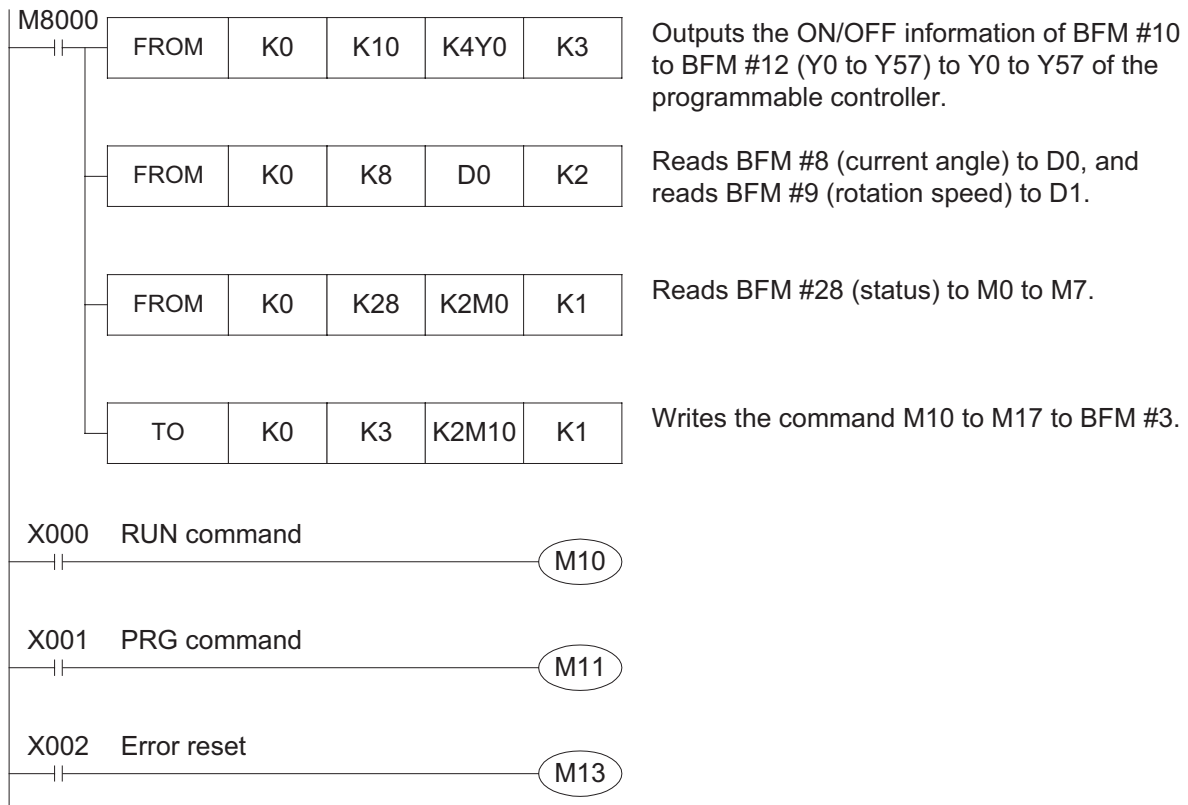 M8000
FROM K0 K10 K4Y0 K3
Outputs the ON/OFF information of BFM #10
to BFM #12 (Y0 to Y57) to Y0 to Y57 of the
programmable controller.
FROM K0 K8 D0 K2
Reads BFM #8 (current angle) to D0, and
reads BFM #9 (rotation speed) to D1.
FROM K0 K28 K2M0 K1
Reads BFM #28 (status) to M0 to M7.
TO K0 K3 K2M10 K1
Writes the command M10 to M17 to BFM #3.
X000 RUN command
M10
X001 PRG command
M11
X002 Error reset
M13